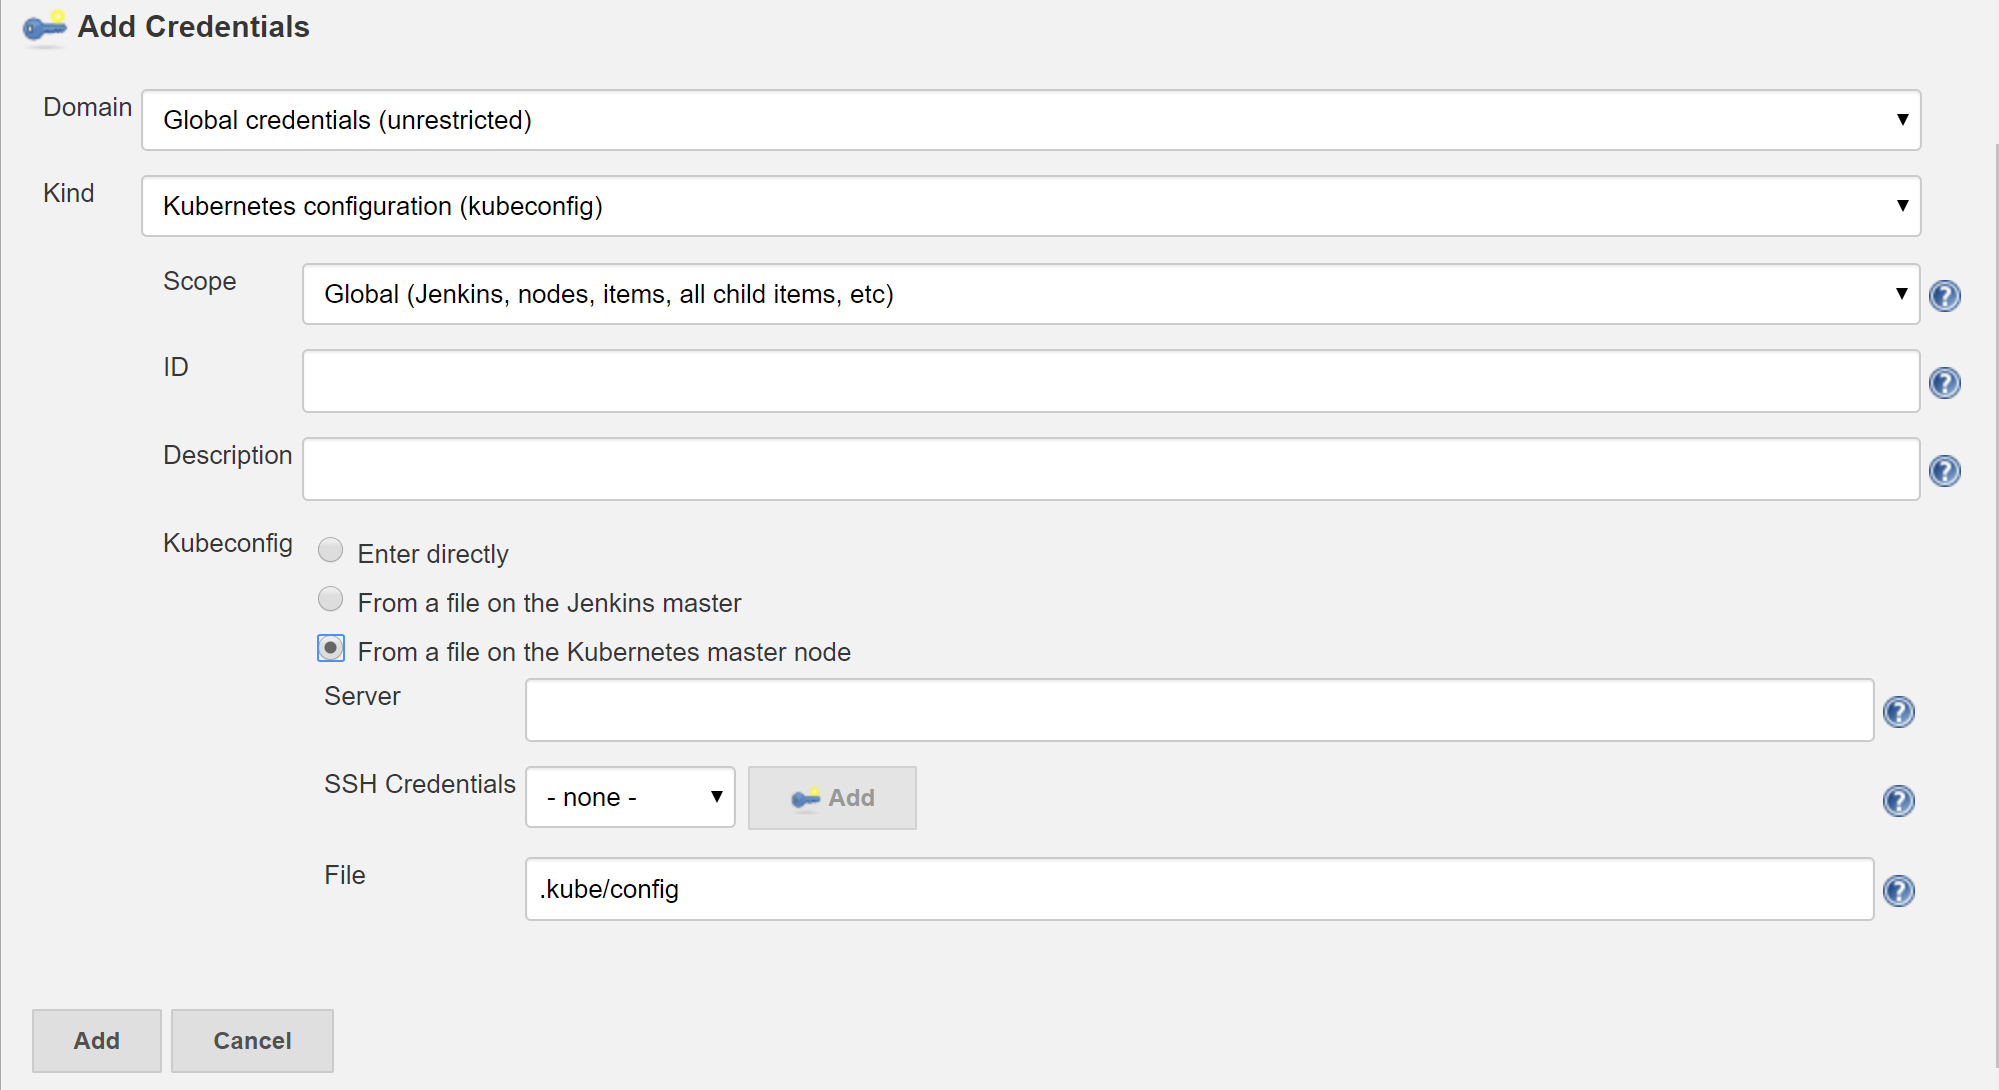 Add Credentials
Domain Global credentials (unrestricted)
Kind Kubernetes configuration (kubeconfig)
Scope Global (Jenkins, nodes, items, all child items, etc)
ID
Description
Kubeconfig Enter directly
From a file on the Jenkins master
From a file on the Kubernetes master node
Server
SSH Credentials - none - Add
File .kube/config
Add Cancel